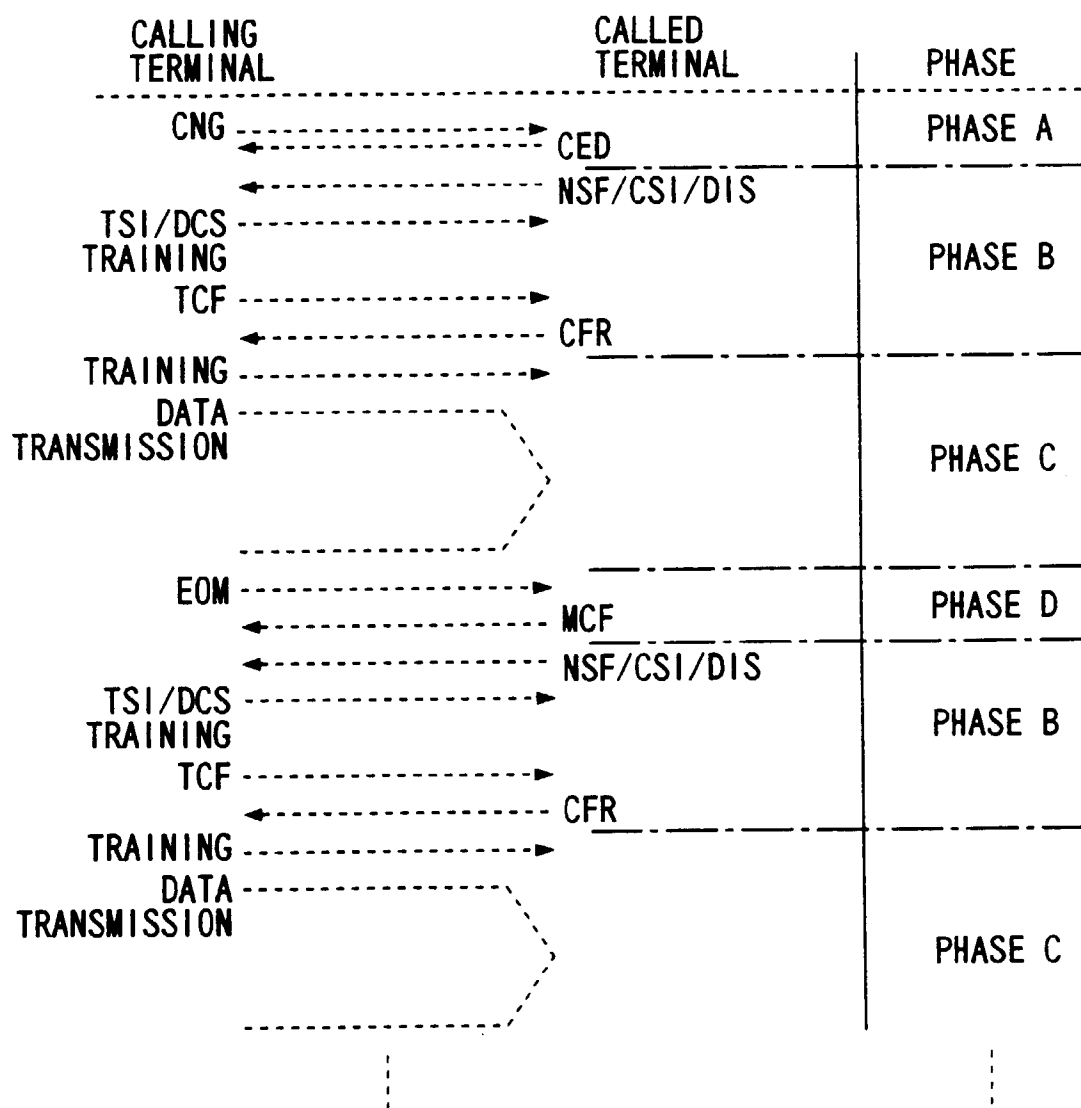 CALLING TERMINAL
CALLED TERMINAL
PHASE
CNG
CED
PHASE A
NSF/CSI/DIS
TSI/DCS
TRAINING
PHASE B
TCF
CFR
TRAINING
DATA
TRANSMISSION
PHASE C
EOM
MCF
PHASE D
NSF/CSI/DIS
TSI/DCS
TRAINING
PHASE B
TCF
CFR
TRAINING
DATA
TRANSMISSION
PHASE C